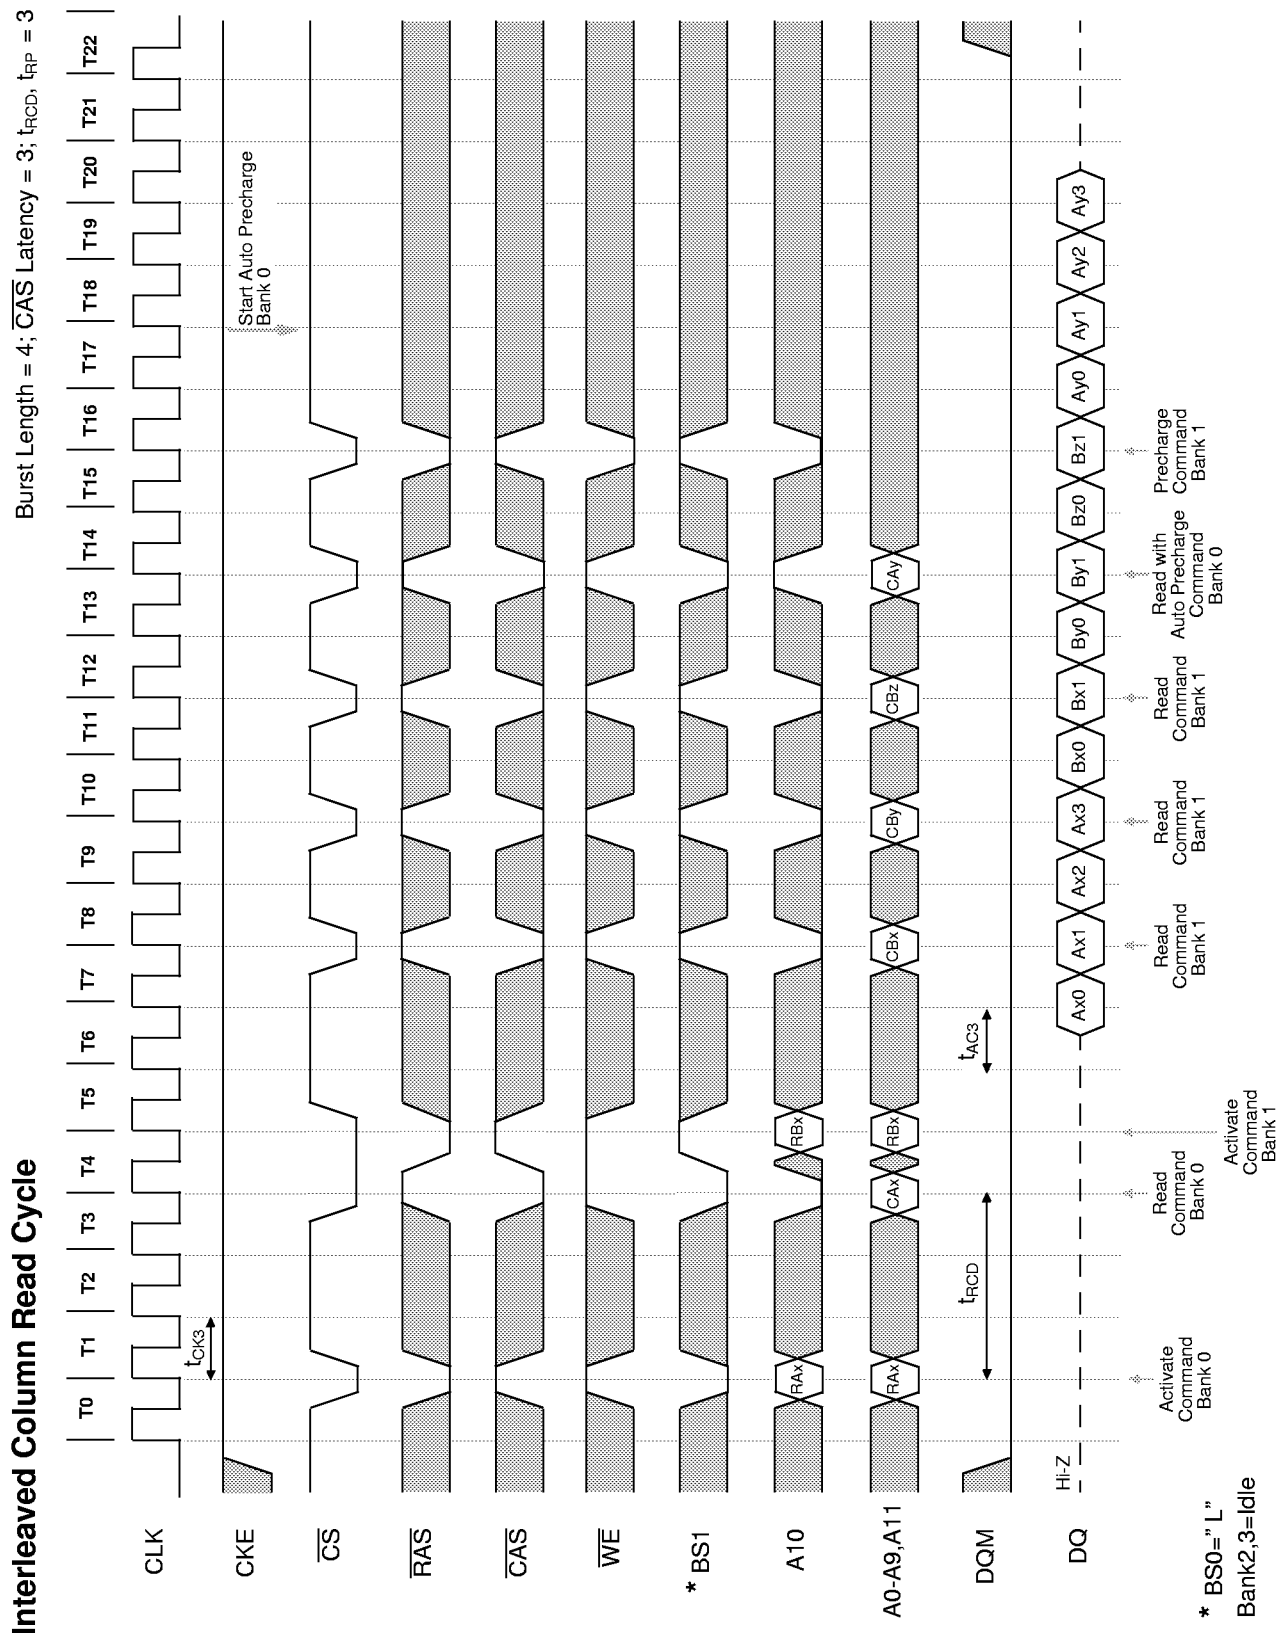 Interleaved Column Read Cycle
Burst Length = 4; CAS Latency = 3; tRCD, tRP = 3
T0 T1 T2 T3 T4 T5 T6 T7 T8 T9 T10 T11 T12 T13 T14 T15 T16 T17 T18 T19 T20 T21 T22
CLK
tCK3
CKE
Start Auto Precharge
Bank 0
CS
RAS
CAS
WE
* BS1
A10
RAx RBx
A0-A9,A11
RAx CAx RBx CBx CBy CBz CAy
DQM
tRCD
tAC3
DQ
Hi-Z
Ax0 Ax1 Ax2 Ax3 Bx0 Bx1 By0 By1 Bz0 Bz1 Ay0 Ay1 Ay2 Ay3
Activate
Command
Bank 0
Read
Command
Bank 0
Activate
Command
Bank 1
Read
Command
Bank 1
Read
Command
Bank 1
Read
Command
Bank 1
Read with
Auto Precharge
Command
Bank 0
Precharge
Command
Bank 1
* BS0=" L"
Bank2,3=Idle